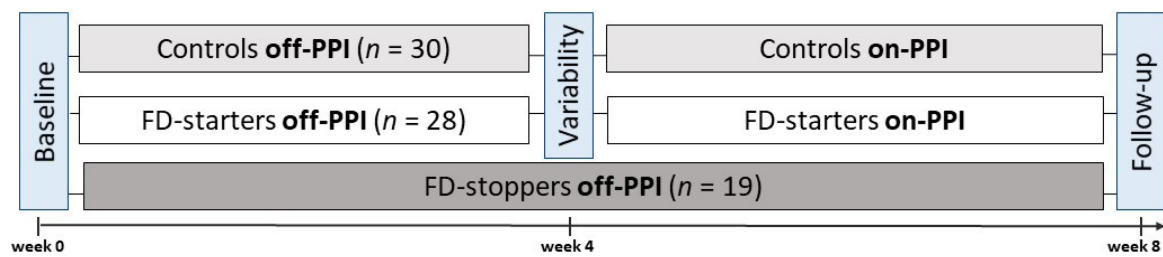 Baseline
Controls off-PPI (n = 30)
Variability
Controls on-PPI
Follow-up
FD-starters off-PPI (n = 28)
FD-starters on-PPI
FD-stoppers off-PPI (n = 19)
week 0
week 4
week 8